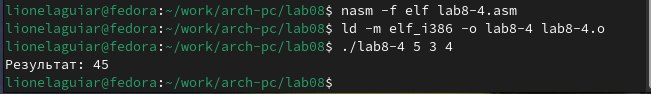 lionelaguiar@fedora:~/work/arch-pc/lab08$ nasm -f elf lab8-4.asm
lionelaguiar@fedora:~/work/arch-pc/lab08$ ld -m elf_i386 -o lab8-4 lab8-4.o
lionelaguiar@fedora:~/work/arch-pc/lab08$ ./lab8-4 5 3 4
Результат: 45
lionelaguiar@fedora:~/work/arch-pc/lab08$